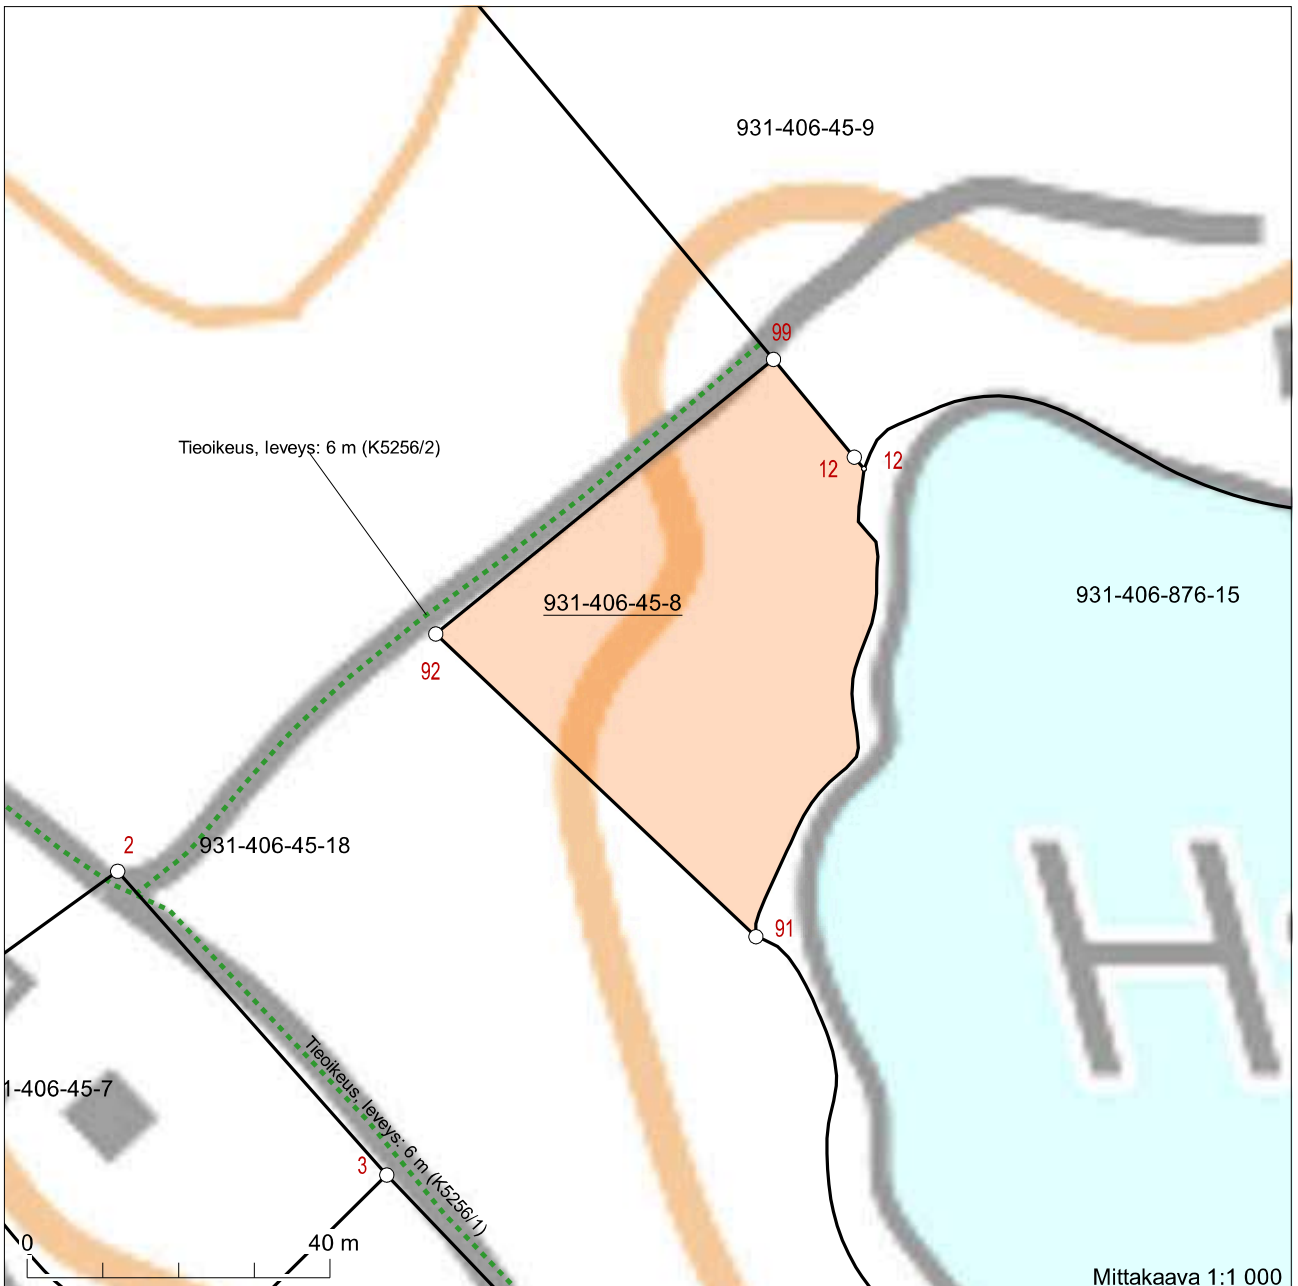 931-406-45-9
99
Tieoikeus, leveys: 6 m (K5256/2)
12
12
931-406-876-15
931-406-45-8
92
2
931-406-45-18
91
H
Tieoikeus, leveys: 6 m (K5256/1)
1-406-45-7
3
0
40 m
Mittakaava 1:1 000